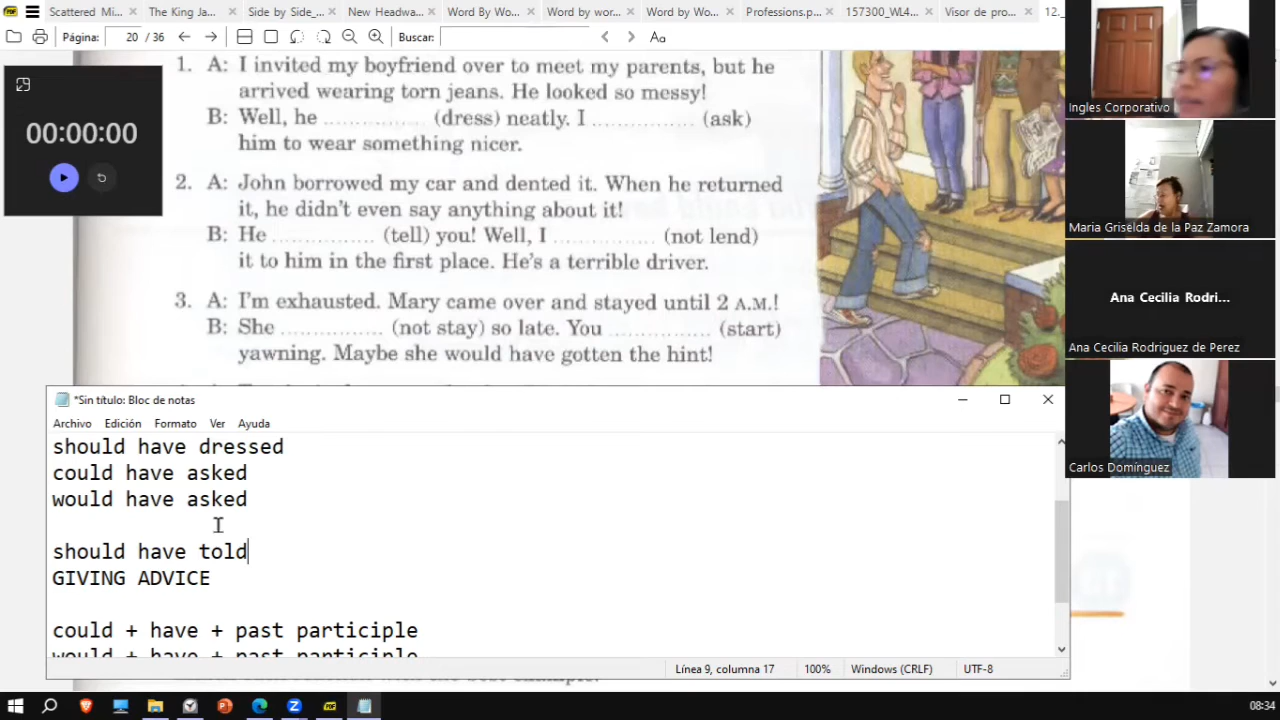 Scattered Mi...
The King Ja...
Side by Side_...
New Headwa...
Word By Wo...
Word by wor...
Word by Wo...
Professions.p...
157300_WL4...
Visor de pro...
12._
Página:
20 / 36
Buscar:
Aa
00:00:00
1. A: I invited my boyfriend over to meet my parents, but he
arrived wearing torn jeans. He looked so messy!
B: Well, he .............. (dress) neatly. I .............. (ask)
him to wear something nicer.
2. A: John borrowed my car and dented it. When he returned
it, he didn't even say anything about it!
B: He .............. (tell) you! Well, I .............. (not lend)
it to him in the first place. He's a terrible driver.
3. A: I'm exhausted. Mary came over and stayed until 2 A.M.!
B: She .............. (not stay) so late. You .............. (start)
yawning. Maybe she would have gotten the hint!
*Sin título: Bloc de notas
Archivo Edición Formato Ver Ayuda
should have dressed
could have asked
would have asked
should have told
GIVING ADVICE
could + have + past participle
would + have + past participle
Línea 9, columna 17
100%
Windows (CRLF)
UTF-8
Ingles Corporativo
Maria Griselda de la Paz Zamora
Ana Cecilia Rodri...
Ana Cecilia Rodriguez de Perez
Carlos Domínguez
08:34